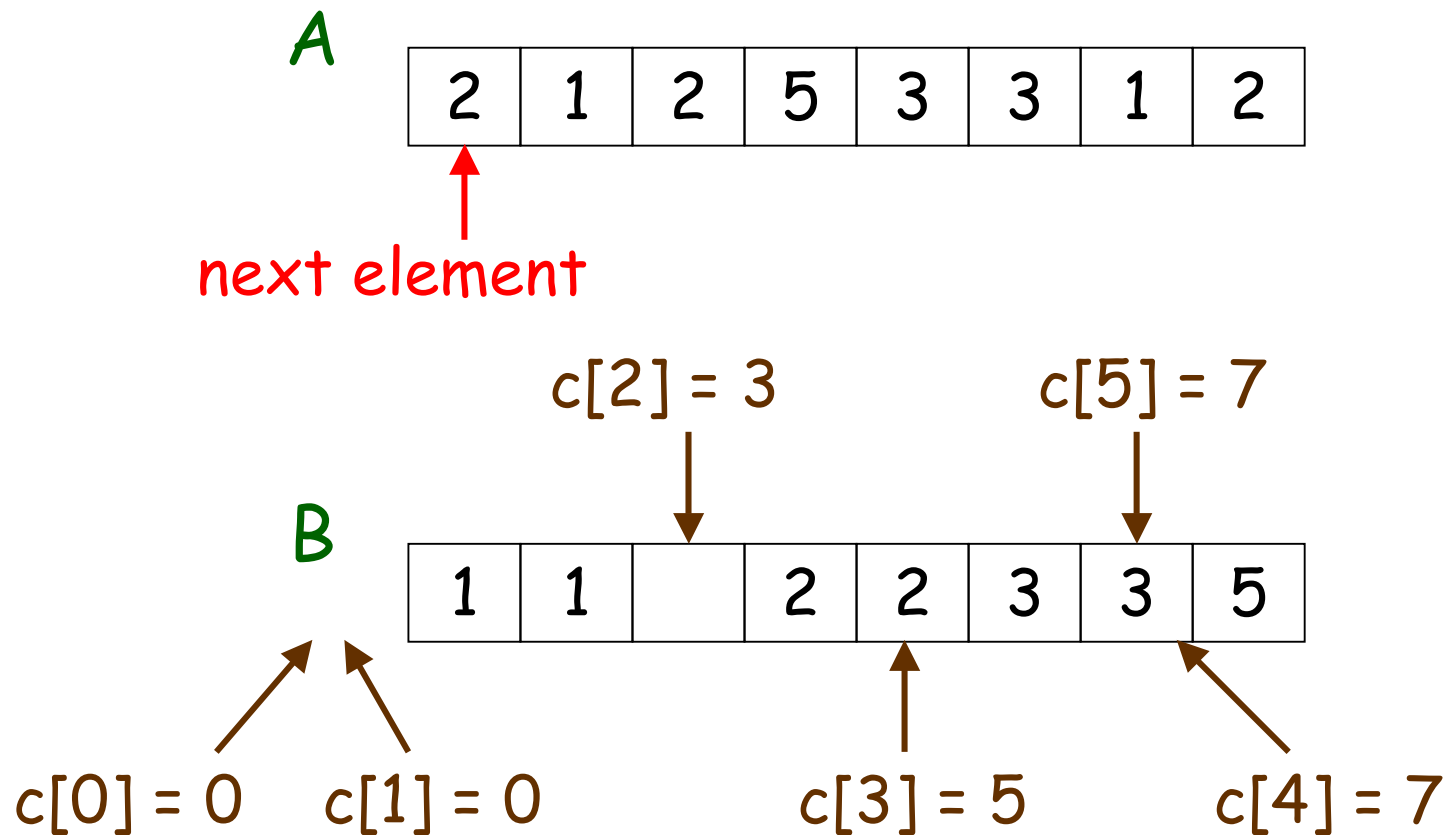 A
2 1 2 5 3 3 1 2
next element
c[2] = 3 c[5] = 7
B
1 1 2 2 3 3 5
c[0] = 0 c[1] = 0 c[3] = 5 c[4] = 7